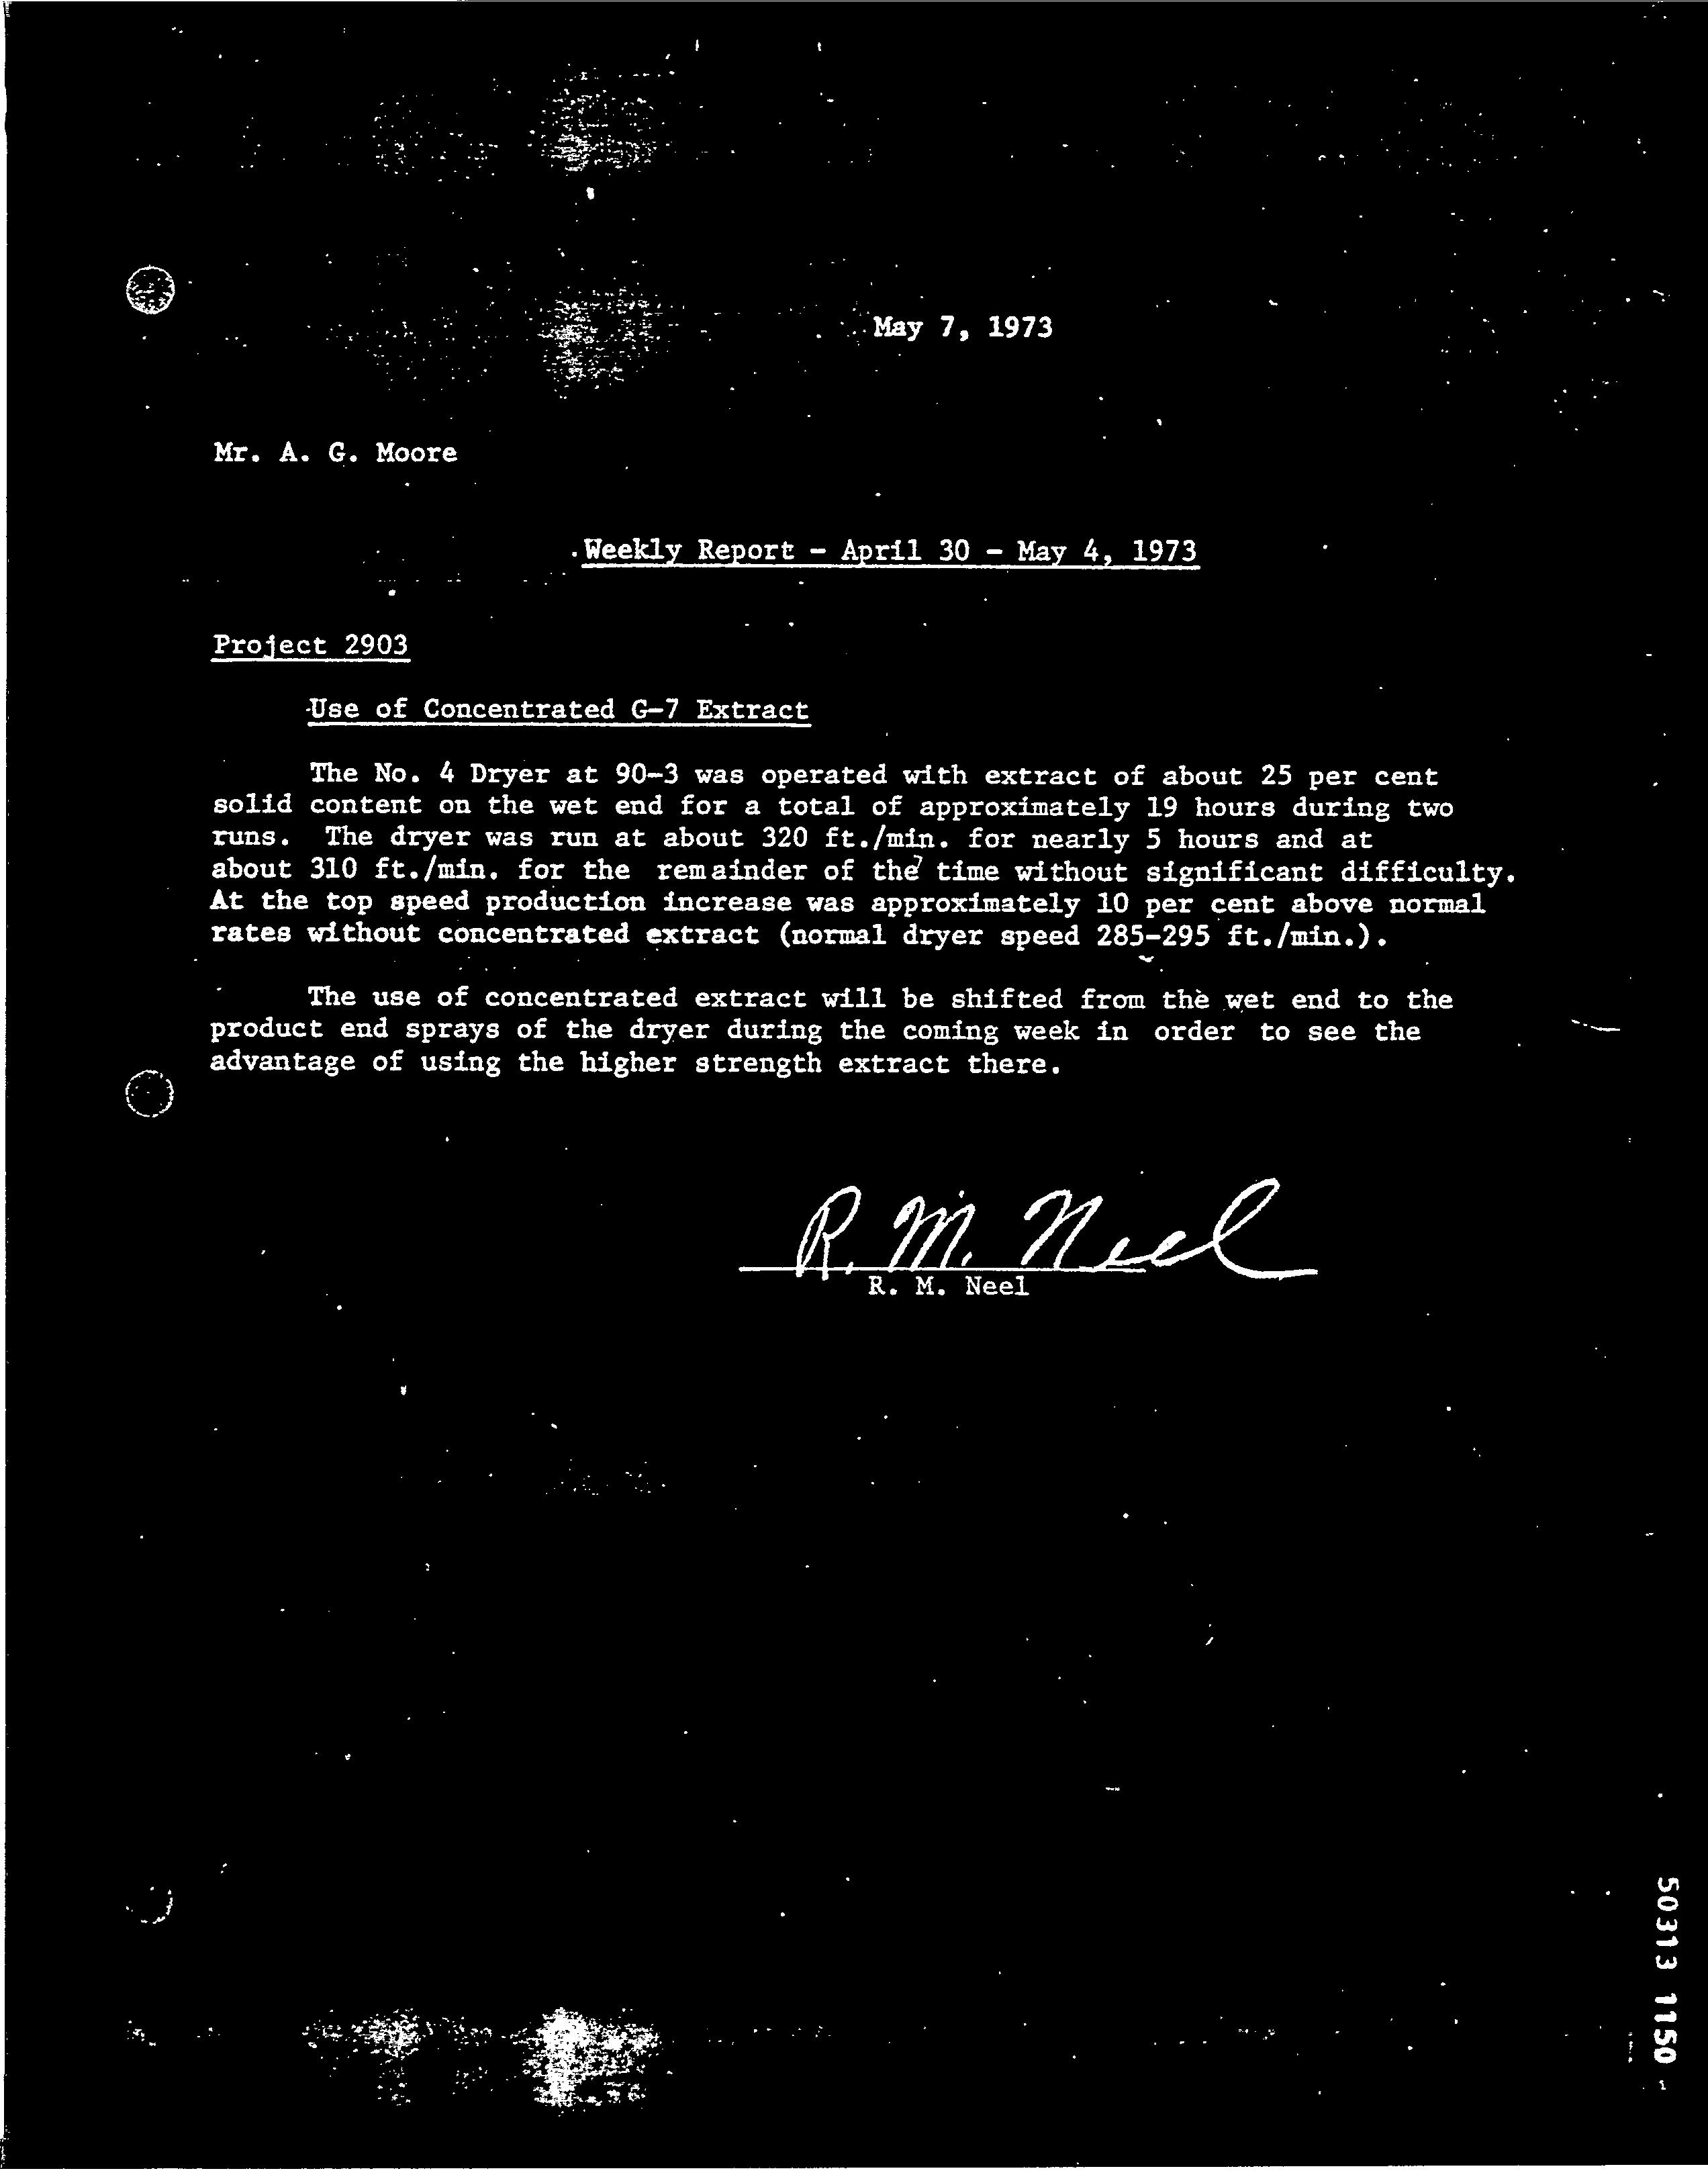 May 7, 1973
Mr. A. G. Moore
Weekly Report - April 30 - May 4, 1973
Project 2903
Use of Concentrated G-7 Extract
The No. 4 Dryer at 90-3 was operated with extract of about 25 per cent
solid content on the wet end for a total of approximately 19 hours during two
runs. The dryer was run at about 320 ft./min. for nearly 5 hours and at
about 310 ft./min. for the remainder of the time without significant difficulty.
At the top speed production increase was approximately 10 per cent above normal
rates without concentrated extract (normal dryer speed 285-295 ft./min.).
The use of concentrated extract will be shifted from the wet end to the
product end sprays of the dryer during the coming week in order to see the
advantage of using the higher strength extract there.
R. M. Neel
R. M. Neel
50313 1150